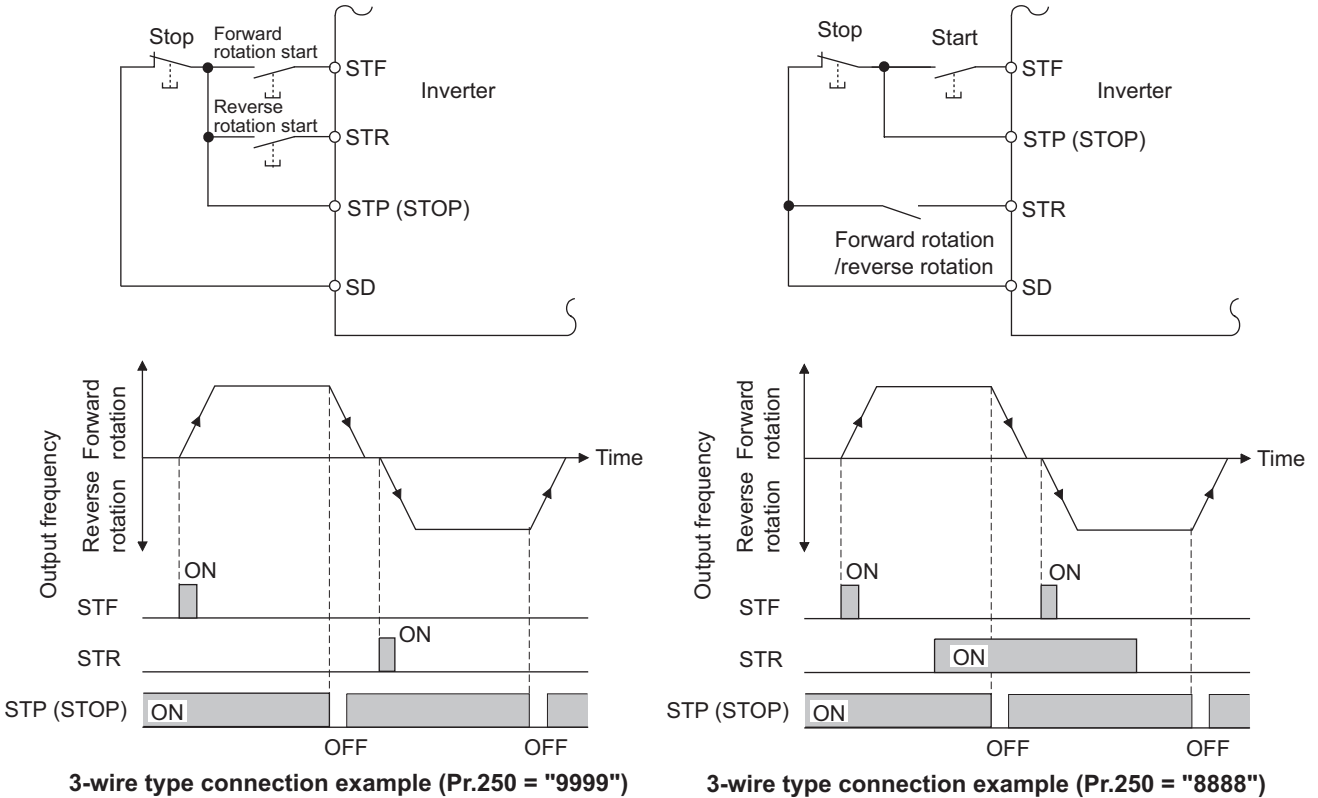 Stop
Forward
rotation start
STF
Inverter
Reverse
rotation start
STR
STP (STOP)
SD
Stop
Start
STF
Inverter
STP (STOP)
STR
Forward rotation
/reverse rotation
SD
Output frequency
Reverse Forward
rotation rotation
Time
ON
STF
ON
STR
STP (STOP)
ON
OFF
OFF
3-wire type connection example (Pr.250 = "9999")
Output frequency
Reverse Forward
rotation rotation
Time
ON
ON
STF
STR
ON
STP (STOP)
ON
OFF
OFF
3-wire type connection example (Pr.250 = "8888")